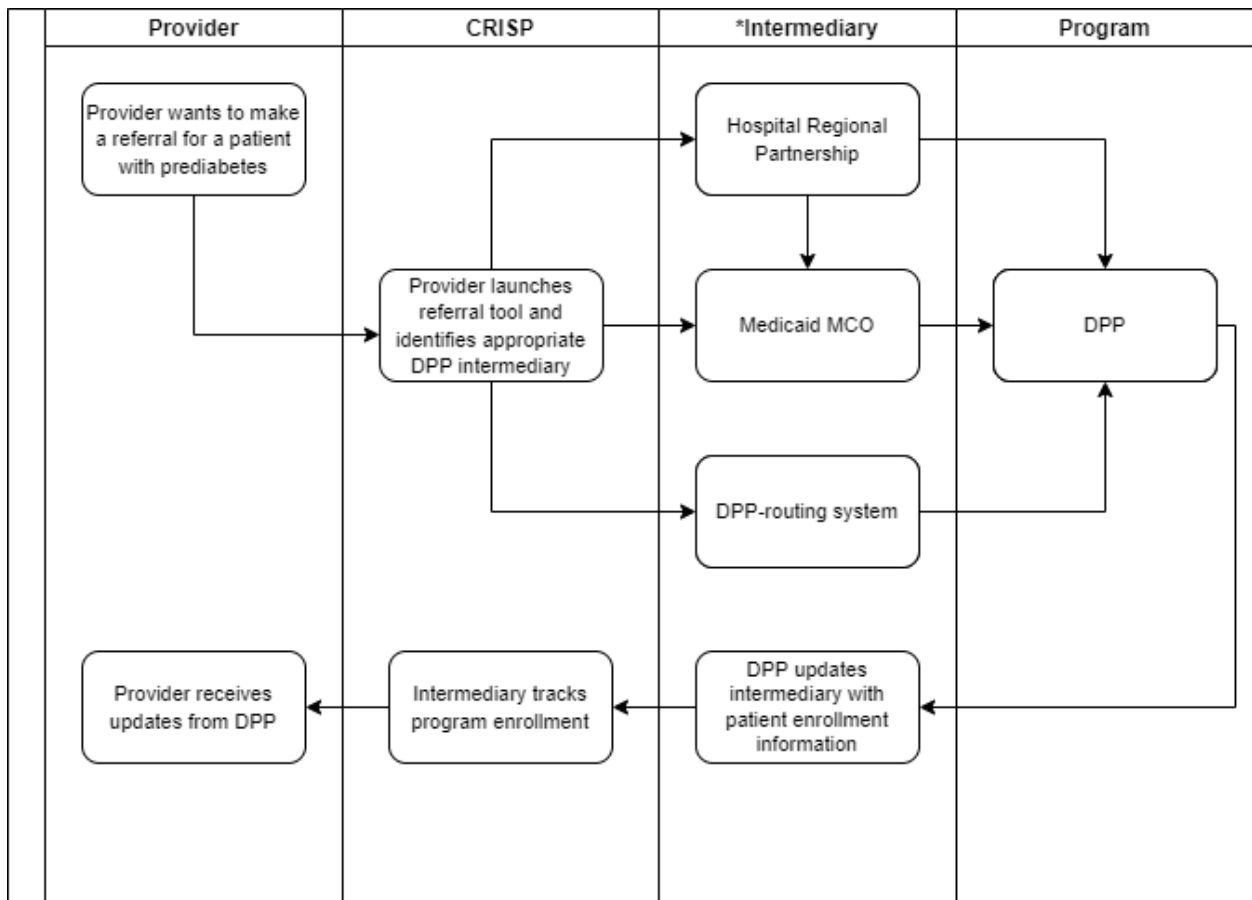 Provider
CRISP
*Intermediary
Program
Provider wants to make
a referral for a patient
with prediabetes
Hospital Regional
Partnership
Provider launches
referral tool and
identifies appropriate
DPP intermediary
Medicaid MCO
DPP
DPP-routing system
Provider receives
updates from DPP
Intermediary tracks
program enrollment
DPP updates
intermediary with
patient enrollment
information